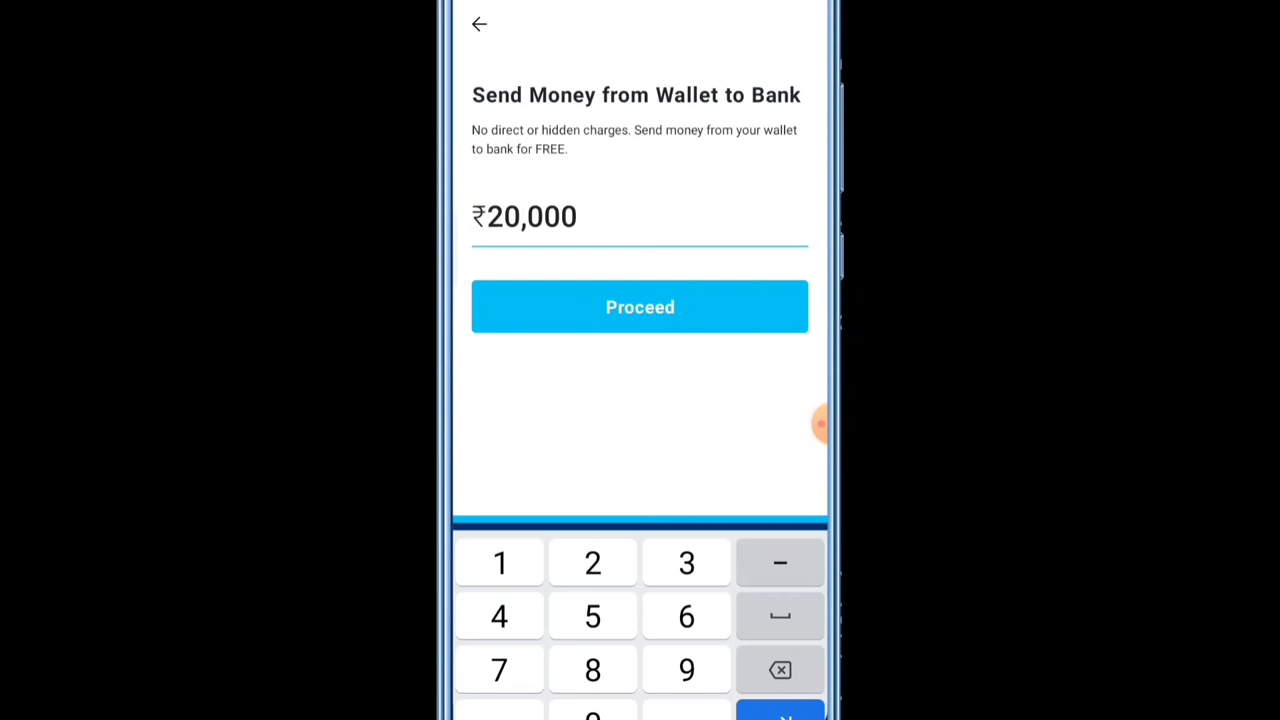 Send Money from Wallet to Bank
No direct or hidden charges. Send money from your wallet
to bank for FREE.
₹20,000
Proceed
1 2 3 -
4 5 6
7 8 9
0